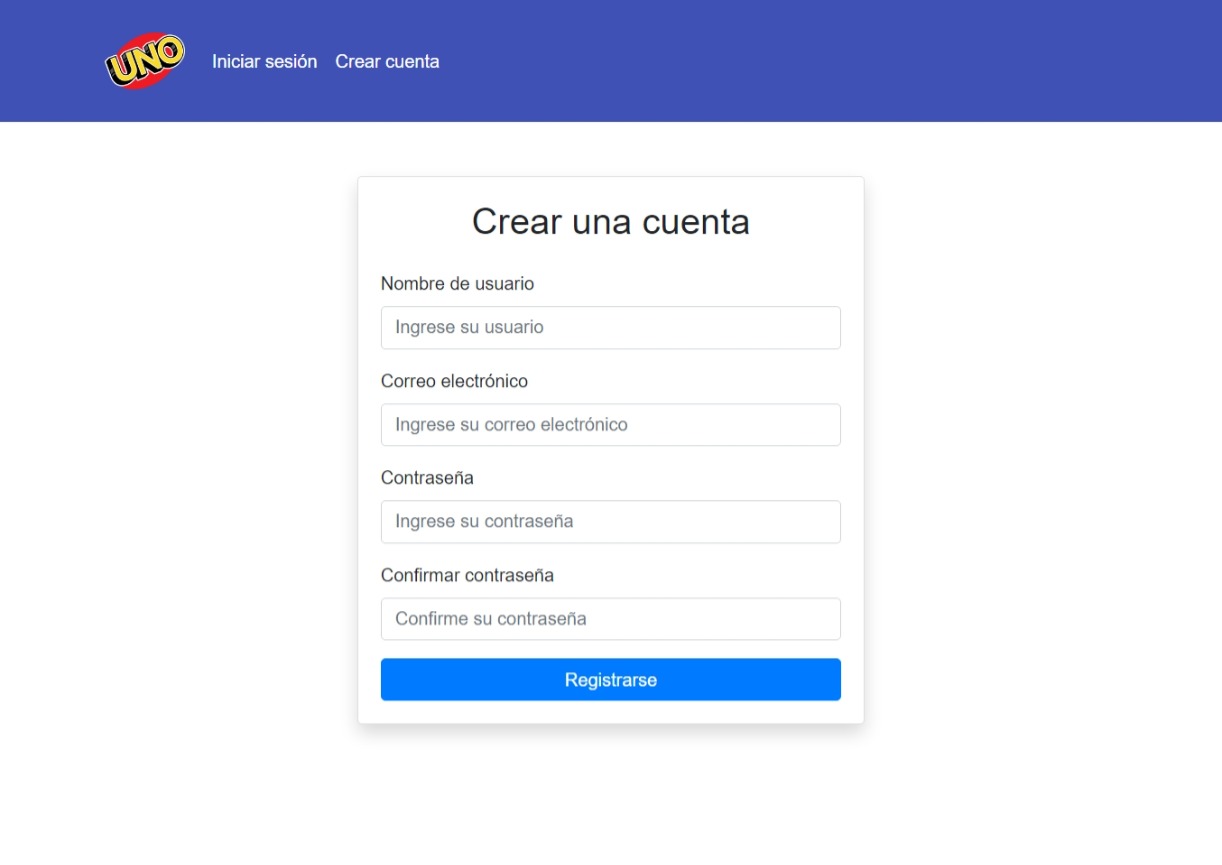 UNO
Iniciar sesión Crear cuenta
Crear una cuenta
Nombre de usuario
Ingrese su usuario
Correo electrónico
Ingrese su correo electrónico
Contraseña
Ingrese su contraseña
Confirmar contraseña
Confirme su contraseña
Registrarse